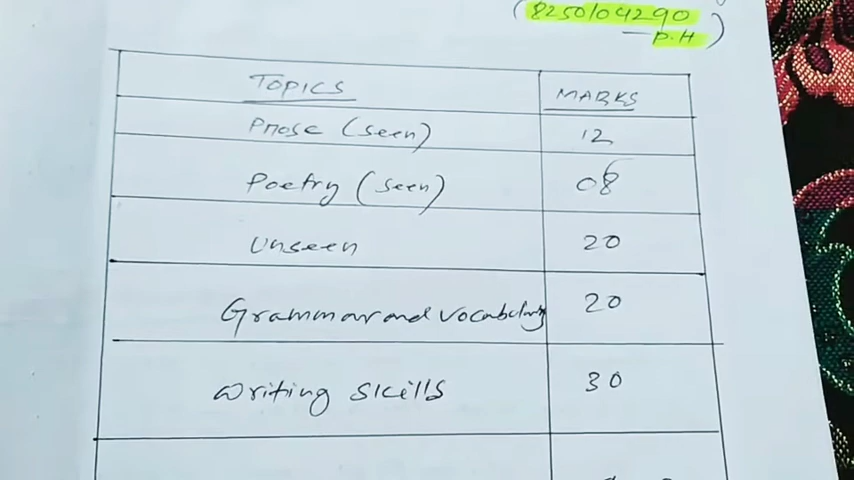 (8250104290
—P.H)
TOPICS MARKS
Prose (seen) 12
Poetry (seen) 08
Unseen 20
Grammar and vocabulary 20
Writing skills 30